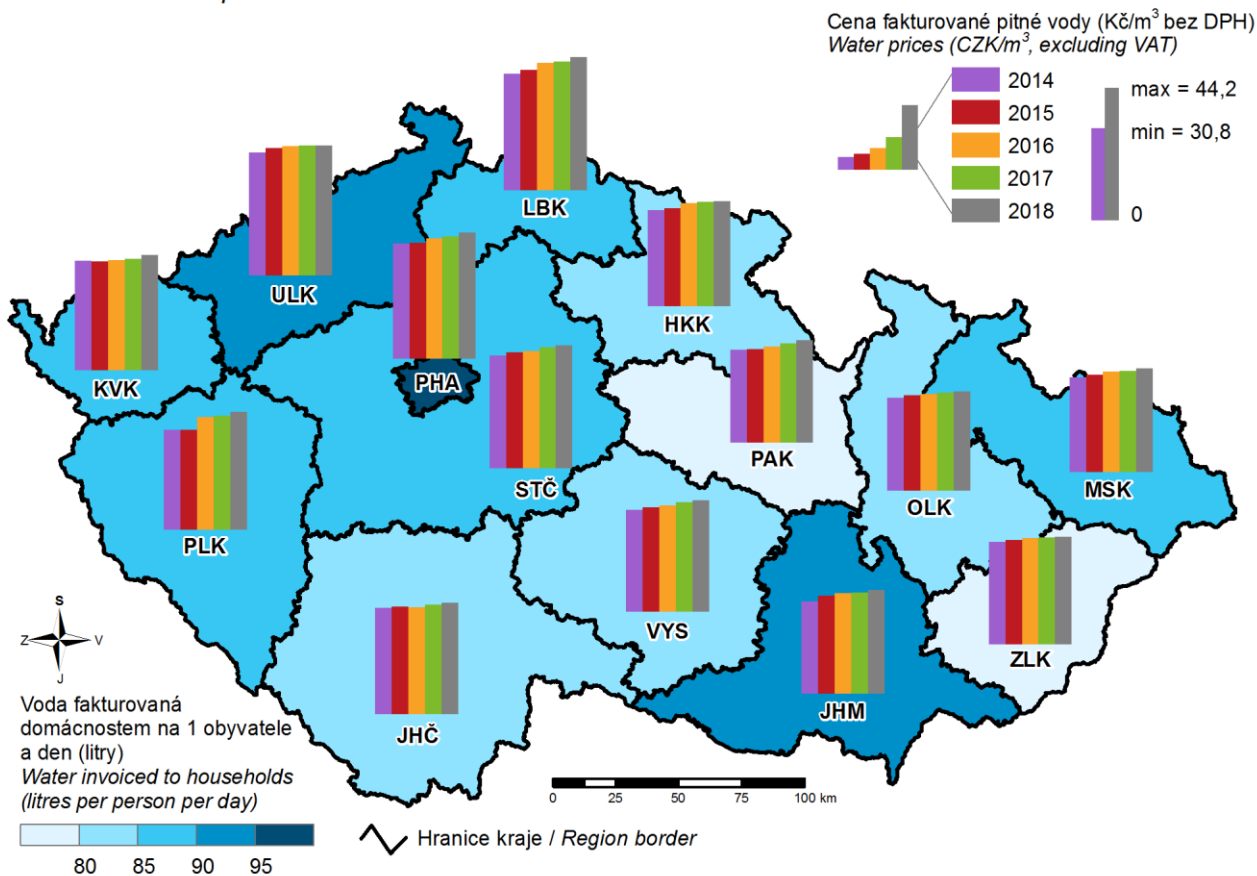 Cena fakturované pitné vody (Kč/m³ bez DPH)
Water prices (CZK/m³, excluding VAT)
2014
2015
2016
2017
2018
max = 44,2
min = 30,8
0
LBK
ULK
HKK
KVK
PHA
STČ
PAK
OLK
MSK
PLK
VYS
ZLK
JHČ
JHM
S
Z V
J
Voda fakturovaná
domácnostem na 1 obyvatele
a den (litry)
Water invoiced to households
(litres per person per day)
80 85 90 95
Hranice kraje / Region border
0 25 50 75 100 km